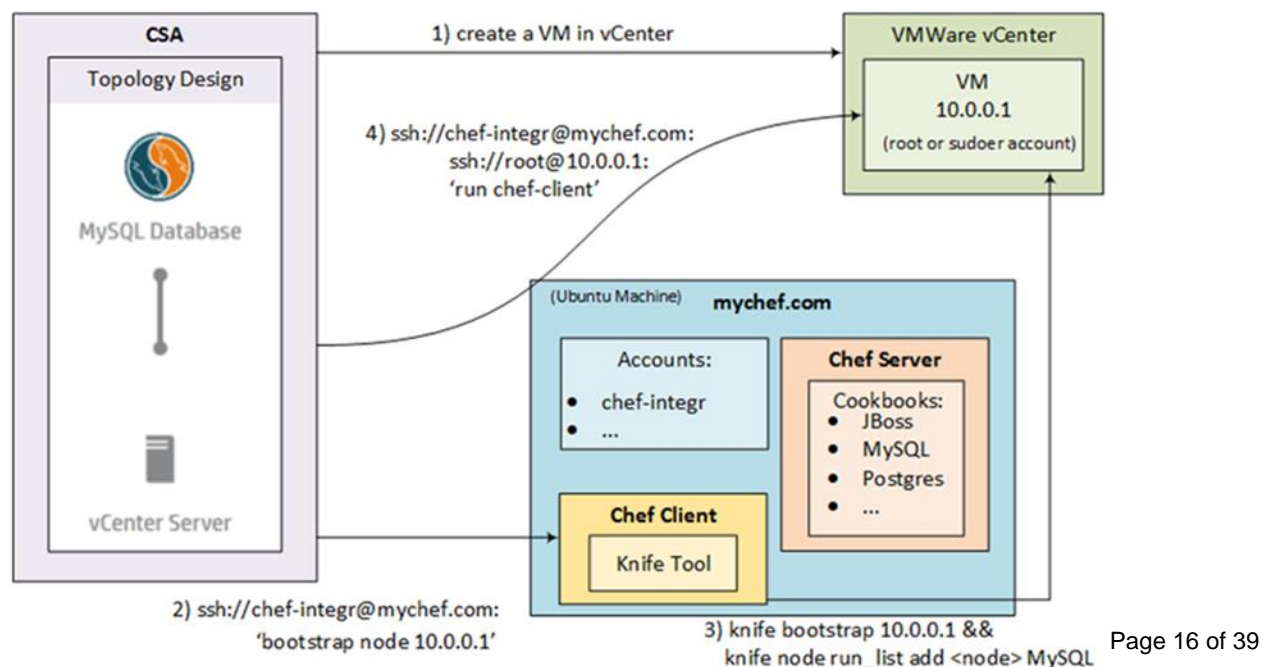 CSA
Topology Design
MySQL Database
vCenter Server
1) create a VM in vCenter
VMWare vCenter
VM
10.0.0.1
(root or sudoer account)
4) ssh://chef-integr@mychef.com:
ssh://root@10.0.0.1:
‘run chef-client’
(Ubuntu Machine)
mychef.com
Accounts:
• chef-integr
• ...
Chef Server
Cookbooks:
• JBoss
• MySQL
• Postgres
• ...
Chef Client
Knife Tool
2) ssh://chef-integr@mychef.com:
‘bootstrap node 10.0.0.1’
3) knife bootstrap 10.0.0.1 &&
knife node run_list add <node> MySQL
Page 16 of 39